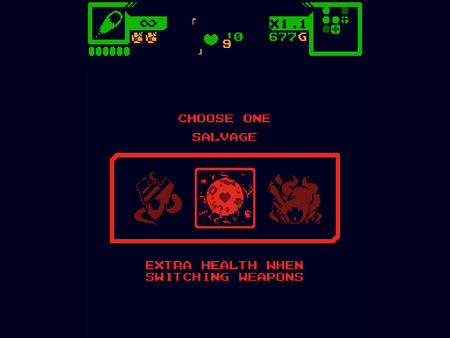 ∞ 10 X1.1
9 677G
CHOOSE ONE
SALVAGE
EXTRA HEALTH WHEN
SWITCHING WEAPONS